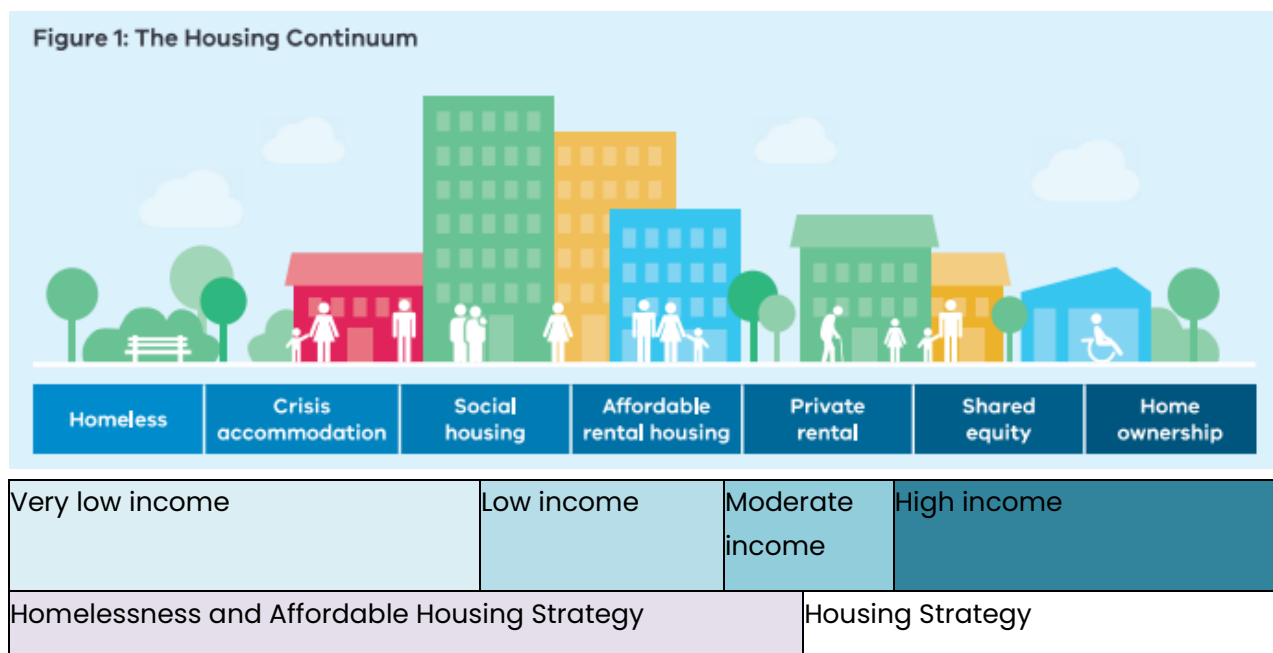 Figure 1: The Housing Continuum
Homeless
Crisis
accommodation
Social
housing
Affordable
rental housing
Private
rental
Shared
equity
Home
ownership
Very low income
Low income
Moderate
income
High income
Homelessness and Affordable Housing Strategy
Housing Strategy